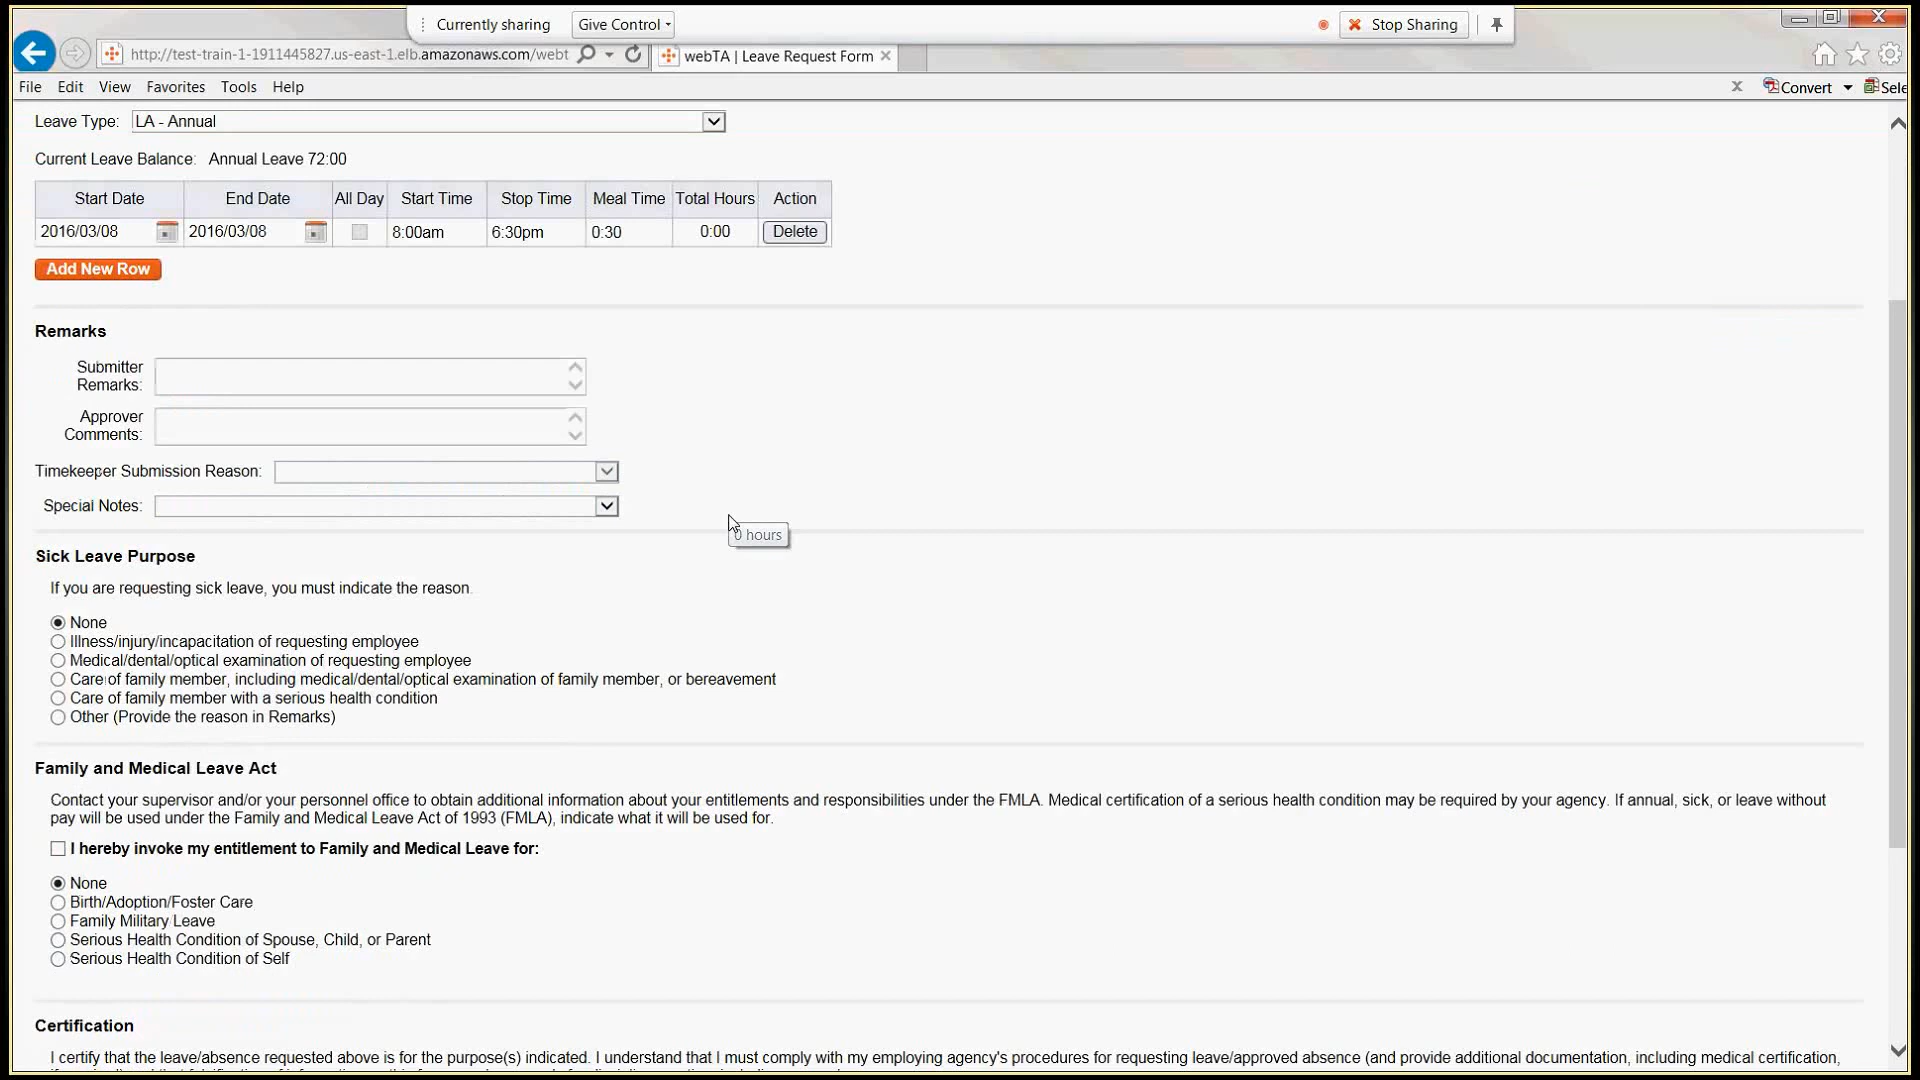 Currently sharing
Give Control
Stop Sharing
http://test-train-1-1911445827.us-east-1.elb.amazonaws.com/webt
webTA | Leave Request Form
File Edit View Favorites Tools Help
x Convert Sele
Leave Type: LA - Annual
Current Leave Balance: Annual Leave 72:00
Start Date End Date All Day Start Time Stop Time Meal Time Total Hours Action
2016/03/08 2016/03/08 8:00am 6:30pm 0:30 0:00 Delete
Add New Row
Remarks
Submitter
Remarks:
Approver
Comments:
Timekeeper Submission Reason:
Special Notes:
0 hours
Sick Leave Purpose
If you are requesting sick leave, you must indicate the reason.
None
Illness/injury/incapacitation of requesting employee
Medical/dental/optical examination of requesting employee
Care of family member, including medical/dental/optical examination of family member, or bereavement
Care of family member with a serious health condition
Other (Provide the reason in Remarks)
Family and Medical Leave Act
Contact your supervisor and/or your personnel office to obtain additional information about your entitlements and responsibilities under the FMLA. Medical certification of a serious health condition may be required by your agency. If annual, sick, or leave without
pay will be used under the Family and Medical Leave Act of 1993 (FMLA), indicate what it will be used for.
I hereby invoke my entitlement to Family and Medical Leave for:
None
Birth/Adoption/Foster Care
Family Military Leave
Serious Health Condition of Spouse, Child, or Parent
Serious Health Condition of Self
Certification
I certify that the leave/absence requested above is for the purpose(s) indicated. I understand that I must comply with my employing agency's procedures for requesting leave/approved absence (and provide additional documentation, including medical certification,